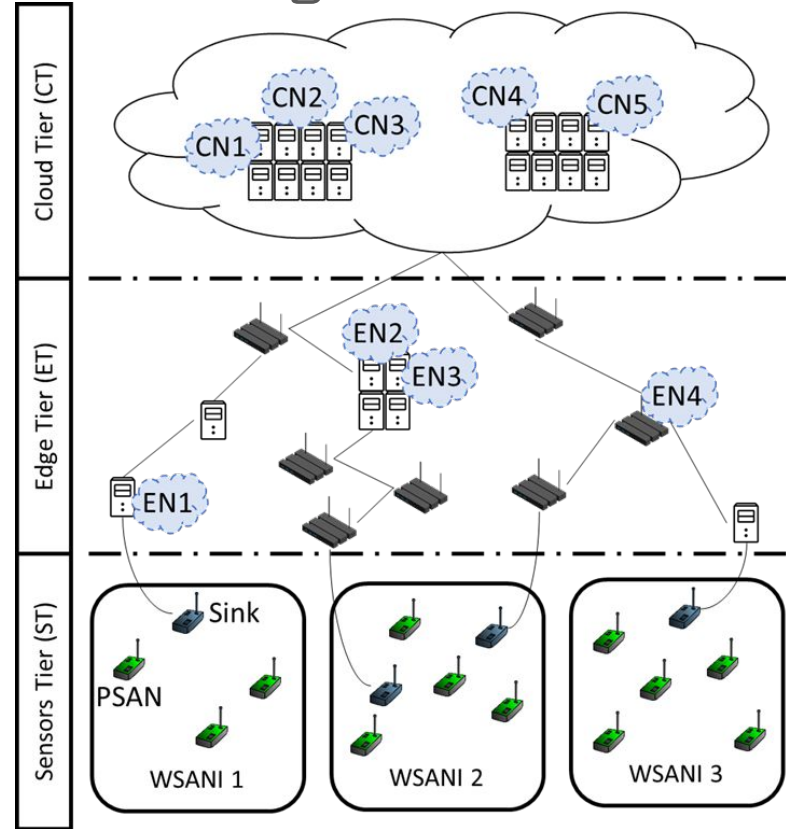 Cloud Tier (CT)
CN1
CN2
CN3
CN4
CN5
Edge Tier (ET)
EN1
EN2
EN3
EN4
Sensors Tier (ST)
Sink
PSAN
WSANI 1
WSANI 2
WSANI 3